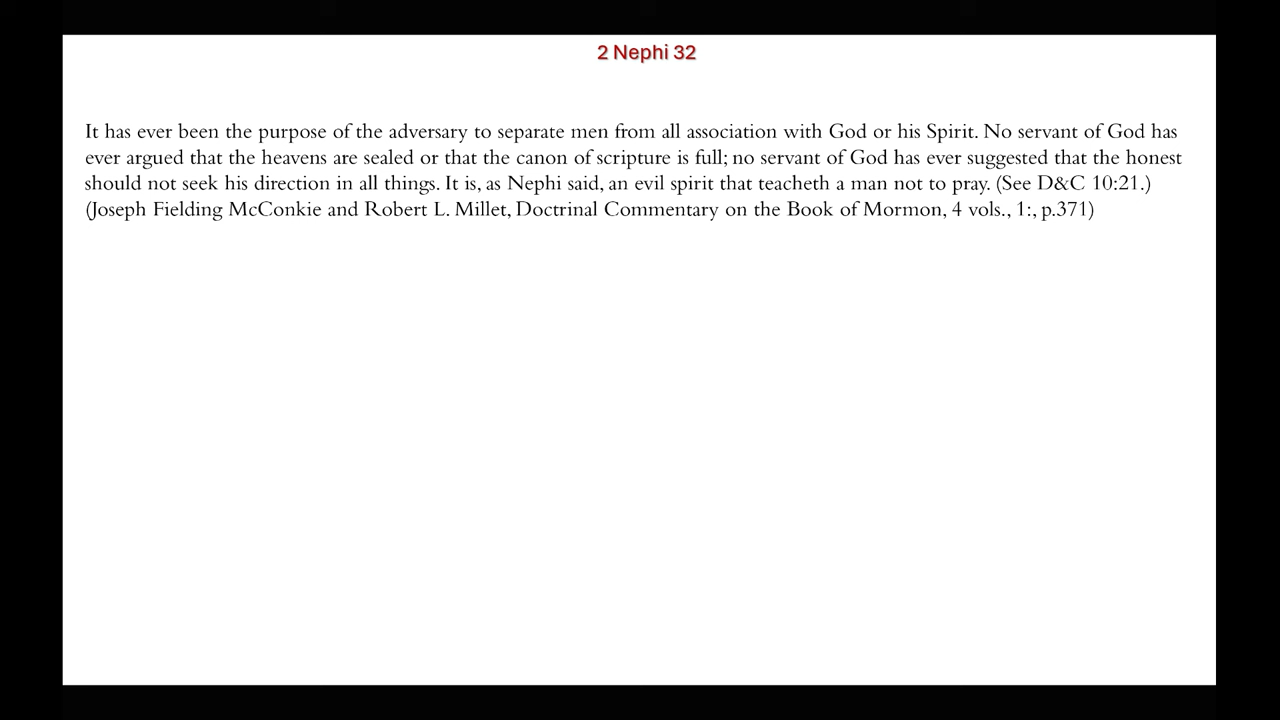 2 Nephi 32
It has ever been the purpose of the adversary to separate men from all association with God or his Spirit. No servant of God has
ever argued that the heavens are sealed or that the canon of scripture is full; no servant of God has ever suggested that the honest
should not seek his direction in all things. It is, as Nephi said, an evil spirit that teacheth a man not to pray. (See D&C 10:21.)
(Joseph Fielding McConkie and Robert L. Millet, Doctrinal Commentary on the Book of Mormon, 4 vols., 1:, p.371)